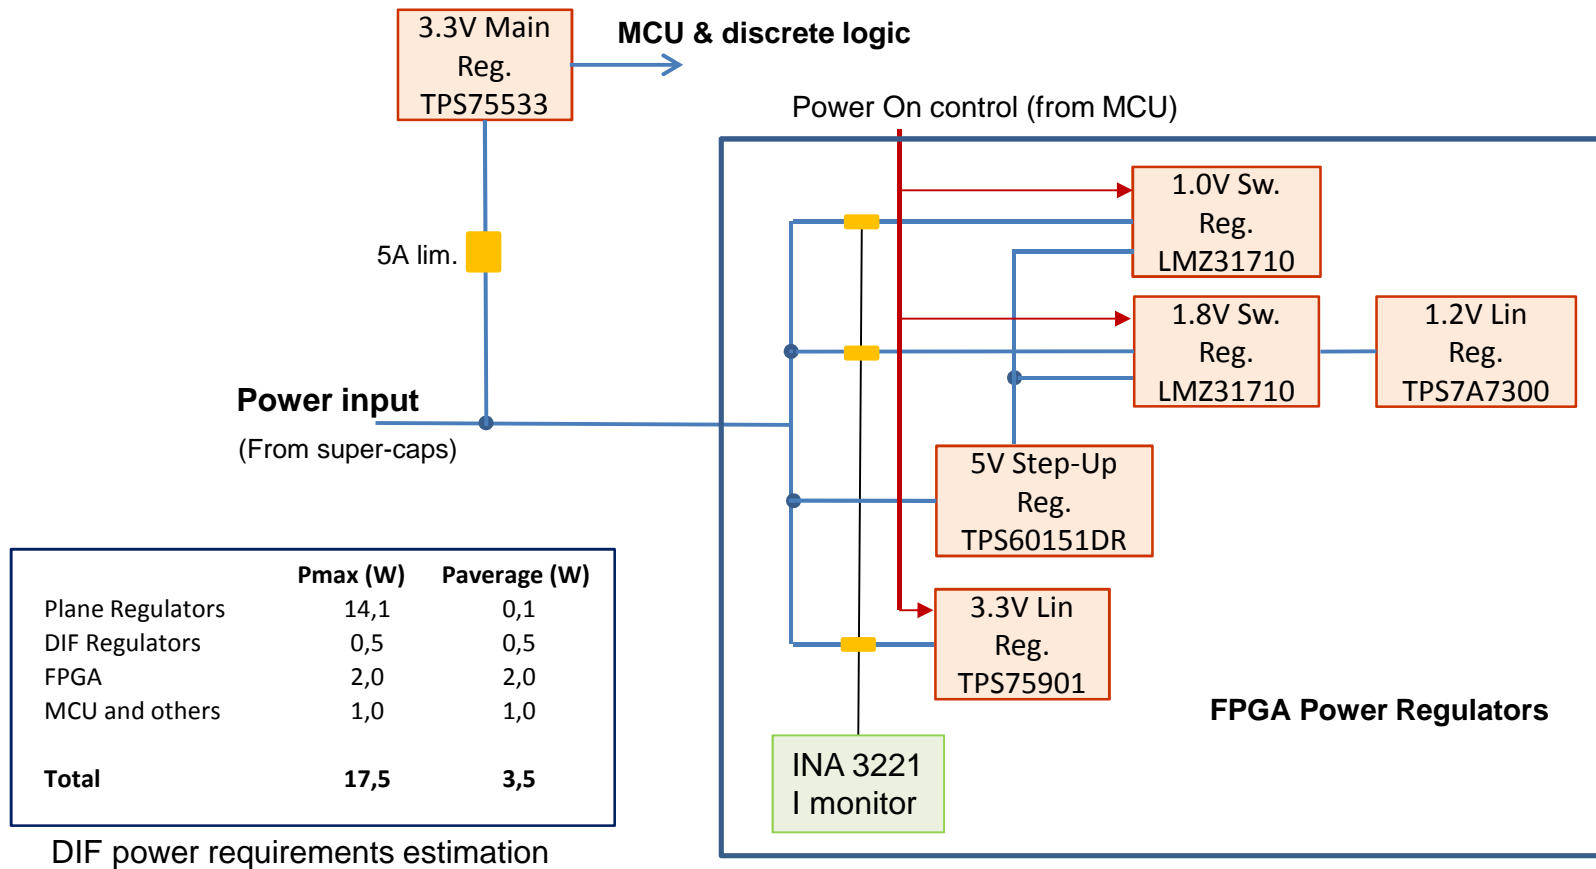 3.3V Main
Reg.
TPS75533
MCU & discrete logic
Power On control (from MCU)
5A lim.
1.0V Sw.
Reg.
LMZ31710
1.8V Sw.
Reg.
LMZ31710
1.2V Lin
Reg.
TPS7A7300
Power input
(From super-caps)
5V Step-Up
Reg.
TPS60151DR
3.3V Lin
Reg.
TPS75901
FPGA Power Regulators
INA 3221
I monitor
Pmax (W) Paverage (W)
Plane Regulators 14,1 0,1
DIF Regulators 0,5 0,5
FPGA 2,0 2,0
MCU and others 1,0 1,0
Total 17,5 3,5
DIF power requirements estimation